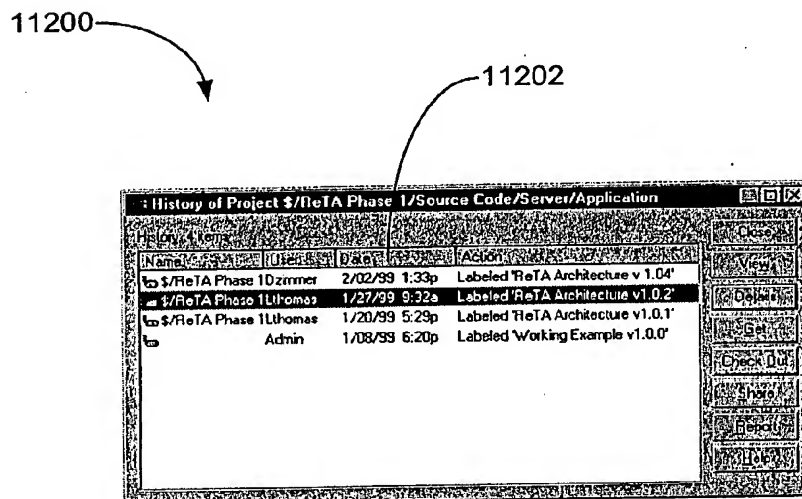 11200
11202
: History of Project $/ReTA Phase 1/Source Code/Server/Application
History: 4 items
Name User Date Action
$/ReTA Phase 1 Dzimmer 2/02/99 1:33p Labeled 'ReTA Architecture v 1.04'
$/ReTA Phase 1 Lthomas 1/27/99 9:32a Labeled 'ReTA Architecture v1.0.2'
$/ReTA Phase 1 Lthomas 1/20/99 5:29p Labeled 'ReTA Architecture v1.0.1'
Admin 1/08/99 6:20p Labeled 'Working Example v1.0.0'
Close
View
Details
Get
Check Out
Share
Report
Help